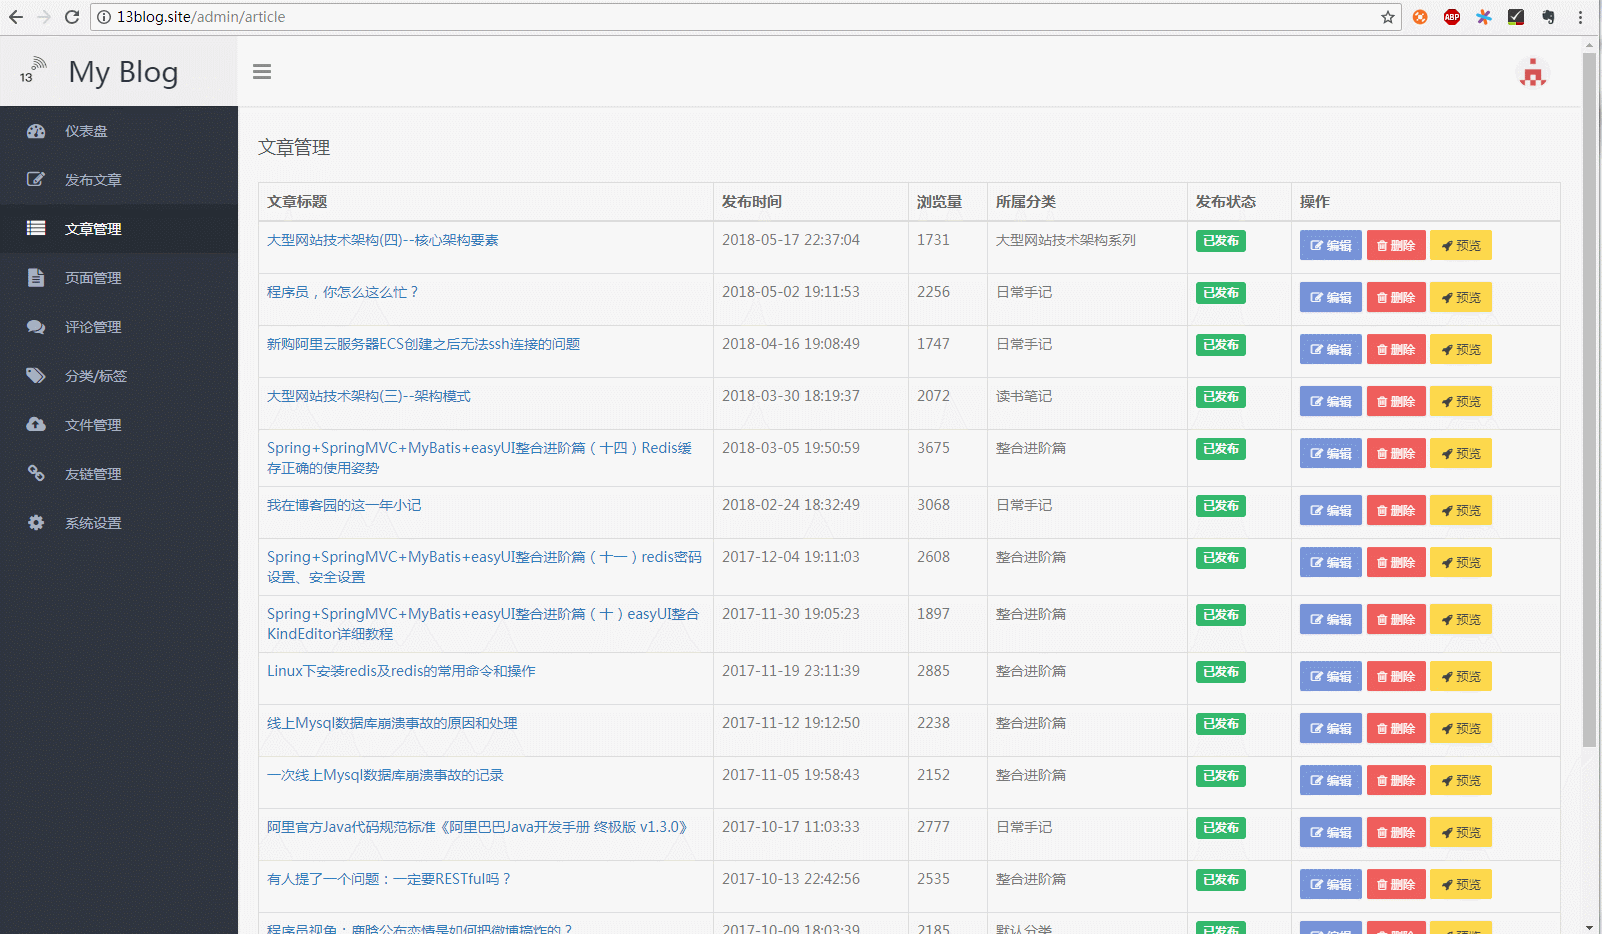 13blog.site/admin/article
ABP
13 My Blog
仪表盘
发布文章
文章管理
页面管理
评论管理
分类/标签
文件管理
友链管理
系统设置
文章管理
文章标题 发布时间 浏览量 所属分类 发布状态 操作
大型网站技术架构(四)--核心架构要素 2018-05-17 22:37:04 1731 大型网站技术架构系列 已发布 编辑 删除 预览
程序员，你怎么这么忙？ 2018-05-02 19:11:53 2256 日常手记 已发布 编辑 删除 预览
新购阿里云服务器ECS创建之后无法ssh连接的问题 2018-04-16 19:08:49 1747 日常手记 已发布 编辑 删除 预览
大型网站技术架构(三)--架构模式 2018-03-30 18:19:37 2072 读书笔记 已发布 编辑 删除 预览
Spring+SpringMVC+MyBatis+easyUI整合进阶篇（十四）Redis缓 2018-03-05 19:50:59 3675 整合进阶篇 已发布 编辑 删除 预览
存正确的使用姿势
我在博客园的这一年小记 2018-02-24 18:32:49 3068 日常手记 已发布 编辑 删除 预览
Spring+SpringMVC+MyBatis+easyUI整合进阶篇（十一）redis密码 2017-12-04 19:11:03 2608 整合进阶篇 已发布 编辑 删除 预览
设置、安全设置
Spring+SpringMVC+MyBatis+easyUI整合进阶篇（十）easyUI整合 2017-11-30 19:05:23 1897 整合进阶篇 已发布 编辑 删除 预览
KindEditor详细教程
Linux下安装redis及redis的常用命令和操作 2017-11-19 23:11:39 2885 整合进阶篇 已发布 编辑 删除 预览
线上Mysql数据库崩溃事故的原因和处理 2017-11-12 19:12:50 2238 整合进阶篇 已发布 编辑 删除 预览
一次线上Mysql数据库崩溃事故的记录 2017-11-05 19:58:43 2152 整合进阶篇 已发布 编辑 删除 预览
阿里官方Java代码规范标准《阿里巴巴Java开发手册 终极版 v1.3.0》 2017-10-17 11:03:33 2777 日常手记 已发布 编辑 删除 预览
有人提了一个问题：一定要RESTful吗？ 2017-10-13 22:42:56 2535 整合进阶篇 已发布 编辑 删除 预览
程序员视角：鹿晗公布恋情是如何把微博搞炸的？ 2017-10-09 18:03:39 2185 默认分类 已发布 编辑 删除 预览